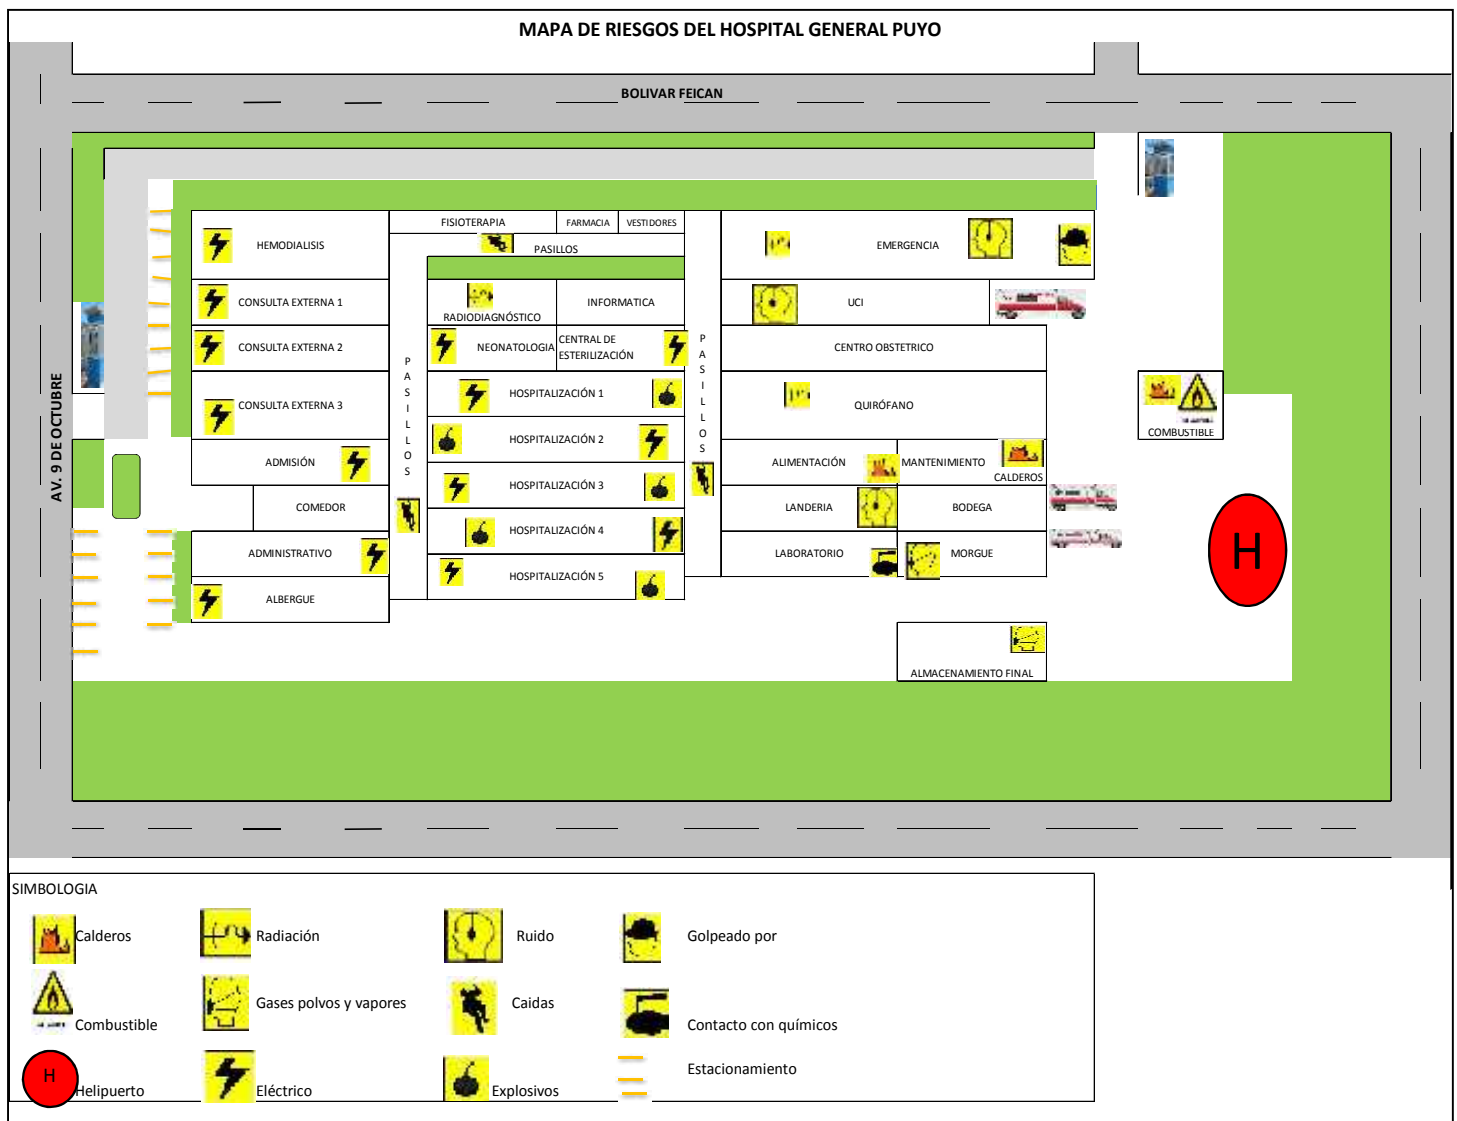 MAPA DE RIESGOS DEL HOSPITAL GENERAL PUYO
BOLIVAR FEICAN
AV. 9 DE OCTUBRE
FISIOTERAPIA
FARMACIA
VESTIDORES
HEMODIALISIS
PASILLOS
EMERGENCIA
CONSULTA EXTERNA 1
RADIODIAGNÓSTICO
INFORMATICA
UCI
CONSULTA EXTERNA 2
NEONATOLOGIA
CENTRAL DE
ESTERILIZACIÓN
CENTRO OBSTETRICO
PASILLOS
PASILLOS
CONSULTA EXTERNA 3
HOSPITALIZACIÓN 1
QUIRÓFANO
COMBUSTIBLE
HOSPITALIZACIÓN 2
ADMISIÓN
ALIMENTACIÓN
MANTENIMIENTO
CALDEROS
HOSPITALIZACIÓN 3
COMEDOR
LANDERIA
BODEGA
HOSPITALIZACIÓN 4
ADMINISTRATIVO
LABORATORIO
MORGUE
H
HOSPITALIZACIÓN 5
ALBERGUE
ALMACENAMIENTO FINAL
SIMBOLOGIA
Calderos
Radiación
Ruido
Golpeado por
Combustible
Gases polvos y vapores
Caidas
Contacto con químicos
H
Helipuerto
Eléctrico
Explosivos
Estacionamiento